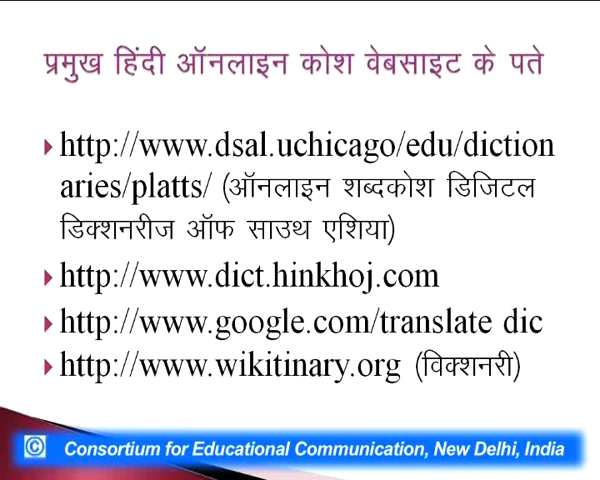 प्रमुख हिंदी ऑनलाइन कोश वेबसाइट के पते
http://www.dsal.uchicago/edu/diction
aries/platts/ (ऑनलाइन शब्दकोश डिजिटल
डिक्शनरीज ऑफ साउथ एशिया)
http://www.dict.hinkhoj.com
http://www.google.com/translate dic
http://www.wikitinary.org (विक्शनरी)
© Consortium for Educational Communication, New Delhi, India